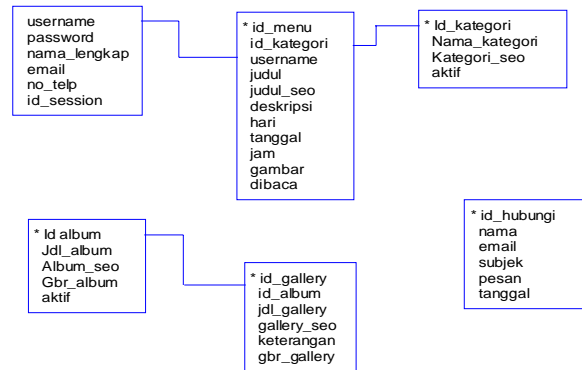 username
password
nama_lengkap
email
no_telp
id_session
* id_menu
id_kategori
username
judul
judul_seo
deskripsi
hari
tanggal
jam
gambar
dibaca
* Id_kategori
Nama_kategori
Kategori_seo
aktif
* Id album
Jdl_album
Album_seo
Gbr_album
aktif
* id_gallery
id_album
jdl_gallery
gallery_seo
keterangan
gbr_gallery
* id_hubungi
nama
email
subjek
pesan
tanggal